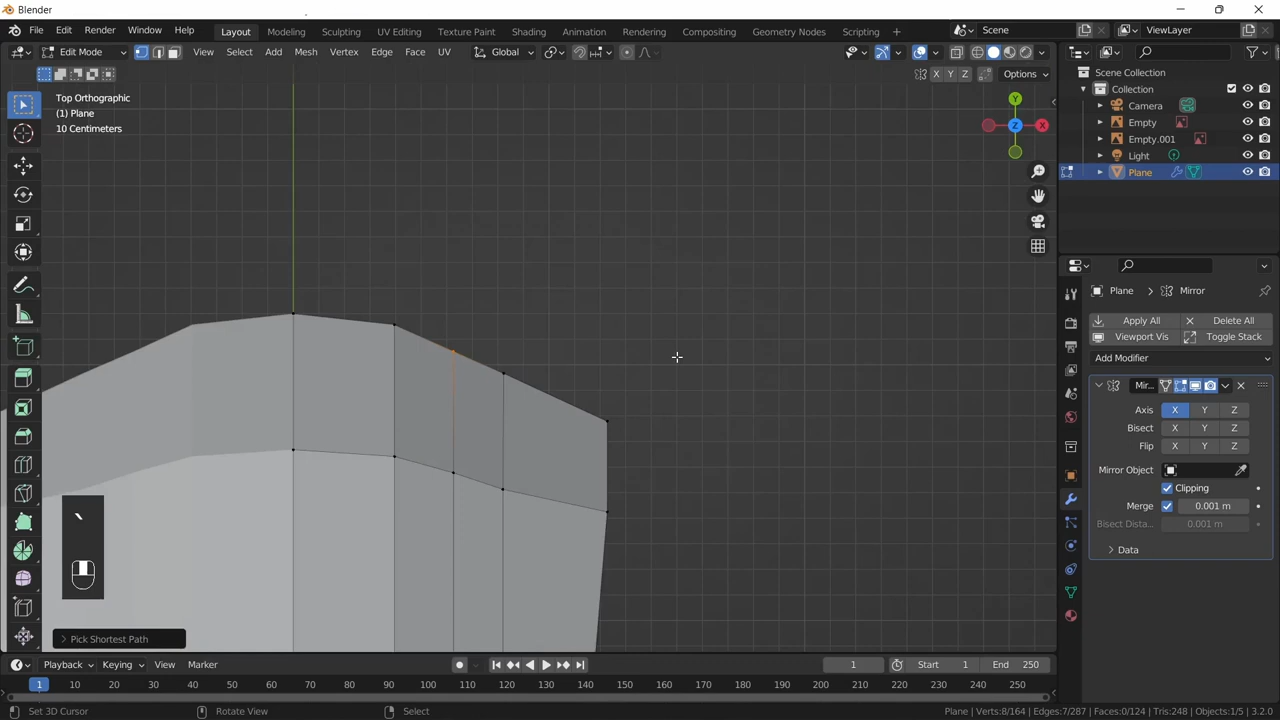 Blender
File Edit Render Window Help Layout Modeling Sculpting UV Editing Texture Paint Shading Animation Rendering Compositing Geometry Nodes Scripting + Scene ViewLayer
Edit Mode View Select Add Mesh Vertex Edge Face UV Global
X Y Z Options
Top Orthographic
(1) Plane
10 Centimeters
Y
Z X
Scene Collection
Collection
Camera
Empty
Empty.001
Light
Plane
Plane > Mirror
Apply All Delete All
Viewport Vis Toggle Stack
Add Modifier
Mir...
Axis X Y Z
Bisect X Y Z
Flip X Y Z
Mirror Object
Clipping
Merge 0.001 m
Bisect Dista... 0.001 m
> Data
`
> Pick Shortest Path
Playback Keying View Marker 1 Start 1 End 250
1 10 20 30 40 50 60 70 80 90 100 110 120 130 140 150 160 170 180 190 200 210 220 230 240 250
Set 3D Cursor Rotate View Select Plane | Verts:8/164 | Edges:7/287 | Faces:0/124 | Tris:248 | Objects:1/5 | 3.2.0